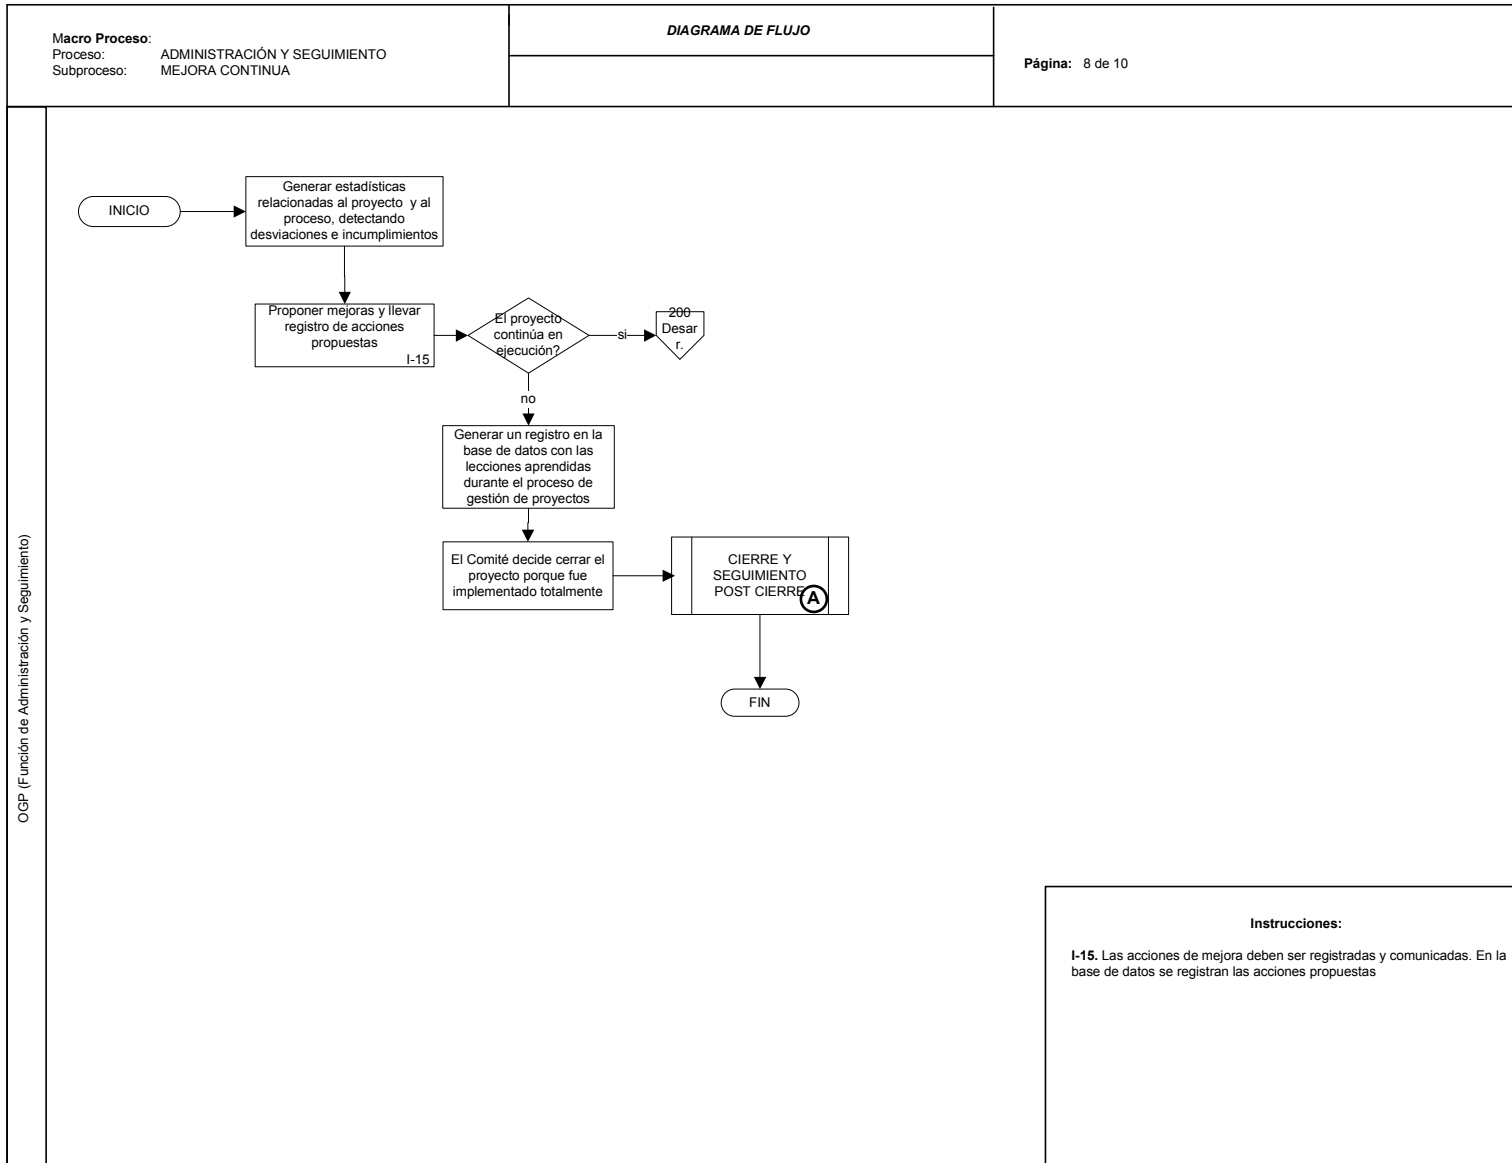 Macro Proceso:
Proceso: ADMINISTRACIÓN Y SEGUIMIENTO
Subproceso: MEJORA CONTINUA
DIAGRAMA DE FLUJO
Página: 8 de 10
OGP (Función de Administración y Seguimiento)
INICIO
Generar estadísticas
relacionadas al proyecto y al
proceso, detectando
desviaciones e incumplimientos
Proponer mejoras y llevar
registro de acciones
propuestas
I-15
El proyecto
continúa en
ejecución?
si
200
Desar
r.
no
Generar un registro en la
base de datos con las
lecciones aprendidas
durante el proceso de
gestión de proyectos
El Comité decide cerrar el
proyecto porque fue
implementado totalmente
CIERRE Y
SEGUIMIENTO
POST CIERRE
A
FIN
Instrucciones:
I-15. Las acciones de mejora deben ser registradas y comunicadas. En la
base de datos se registran las acciones propuestas